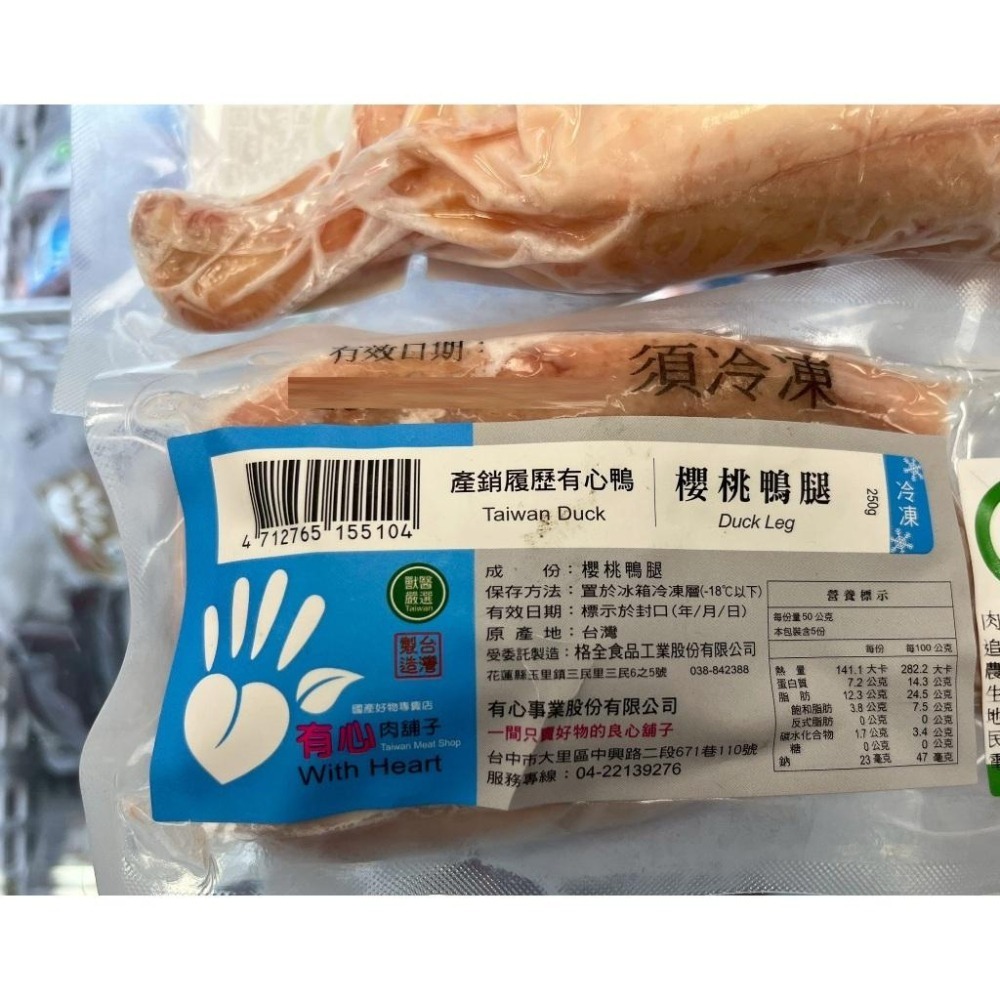 有效日期：
須冷凍
4 712765 155104
產銷履歷有心鴨
Taiwan Duck
櫻桃鴨腿
Duck Leg
250g
冷凍
獸醫
嚴選
Taiwan
台灣
製造
國產好物專賣店
有心肉舖子
Taiwan Meat Shop
With Heart
成 份：櫻桃鴨腿
保存方法：置於冰箱冷凍層(-18℃以下)
有效日期：標示於封口(年/月/日)
原 產 地：台灣
受委託製造：格全食品工業股份有限公司
花蓮縣玉里鎮三民里三民6之5號 038-842388
有心事業股份有限公司
一間只賣好物的良心舖子
台中市大里區中興路二段671巷110號
服務專線：04-22139276
營養標示
每份量50公克
本包裝含5份
每份 每100公克
熱量 141.1大卡 282.2大卡
蛋白質 7.2公克 14.3公克
脂肪 12.3公克 24.5公克
飽和脂肪 3.8公克 7.5公克
反式脂肪 0公克 0公克
碳水化合物 1.7公克 3.4公克
糖 0公克 0公克
鈉 23毫克 47毫克
肉
追
農
生
地
民